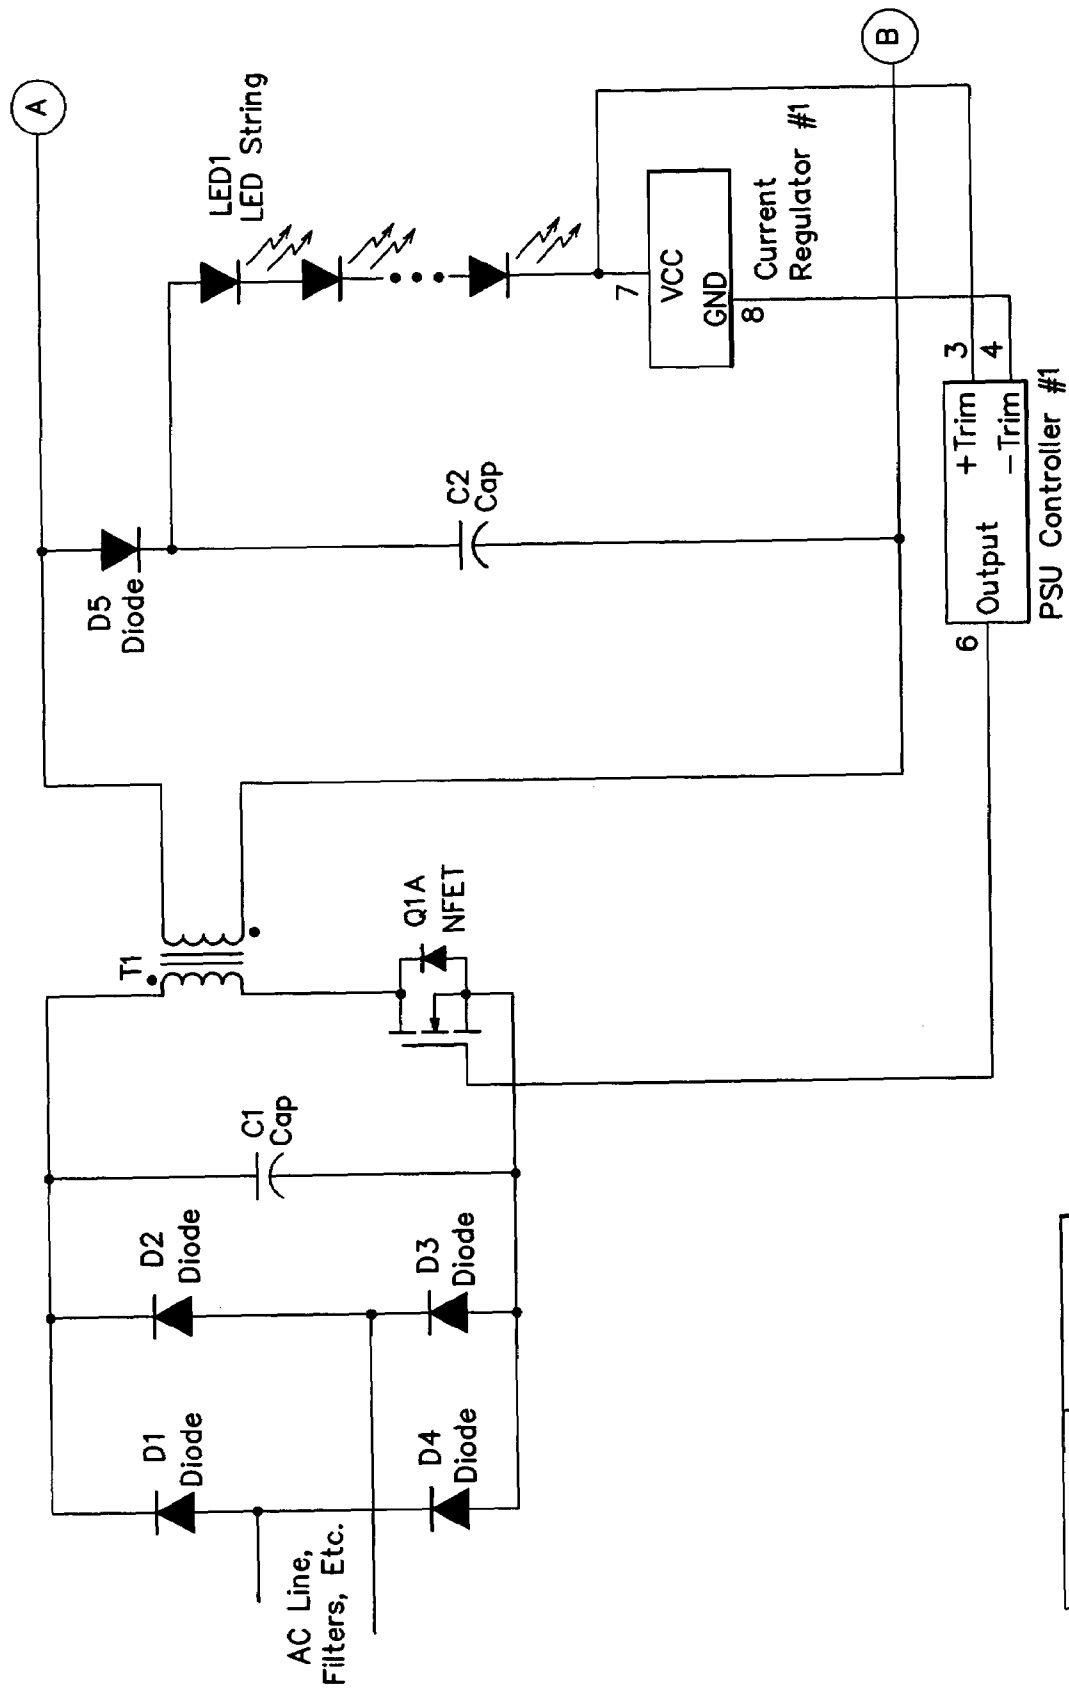 AC Line,
Filters, Etc.
D1
Diode
D2
Diode
D4
Diode
D3
Diode
C1
Cap
T1
Q1A
NFET
D5
Diode
C2
Cap
LED1
LED String
A
7
VCC
GND
8
Current
Regulator #1
B
6
Output
+Trim
-Trim
3
4
PSU Controller #1